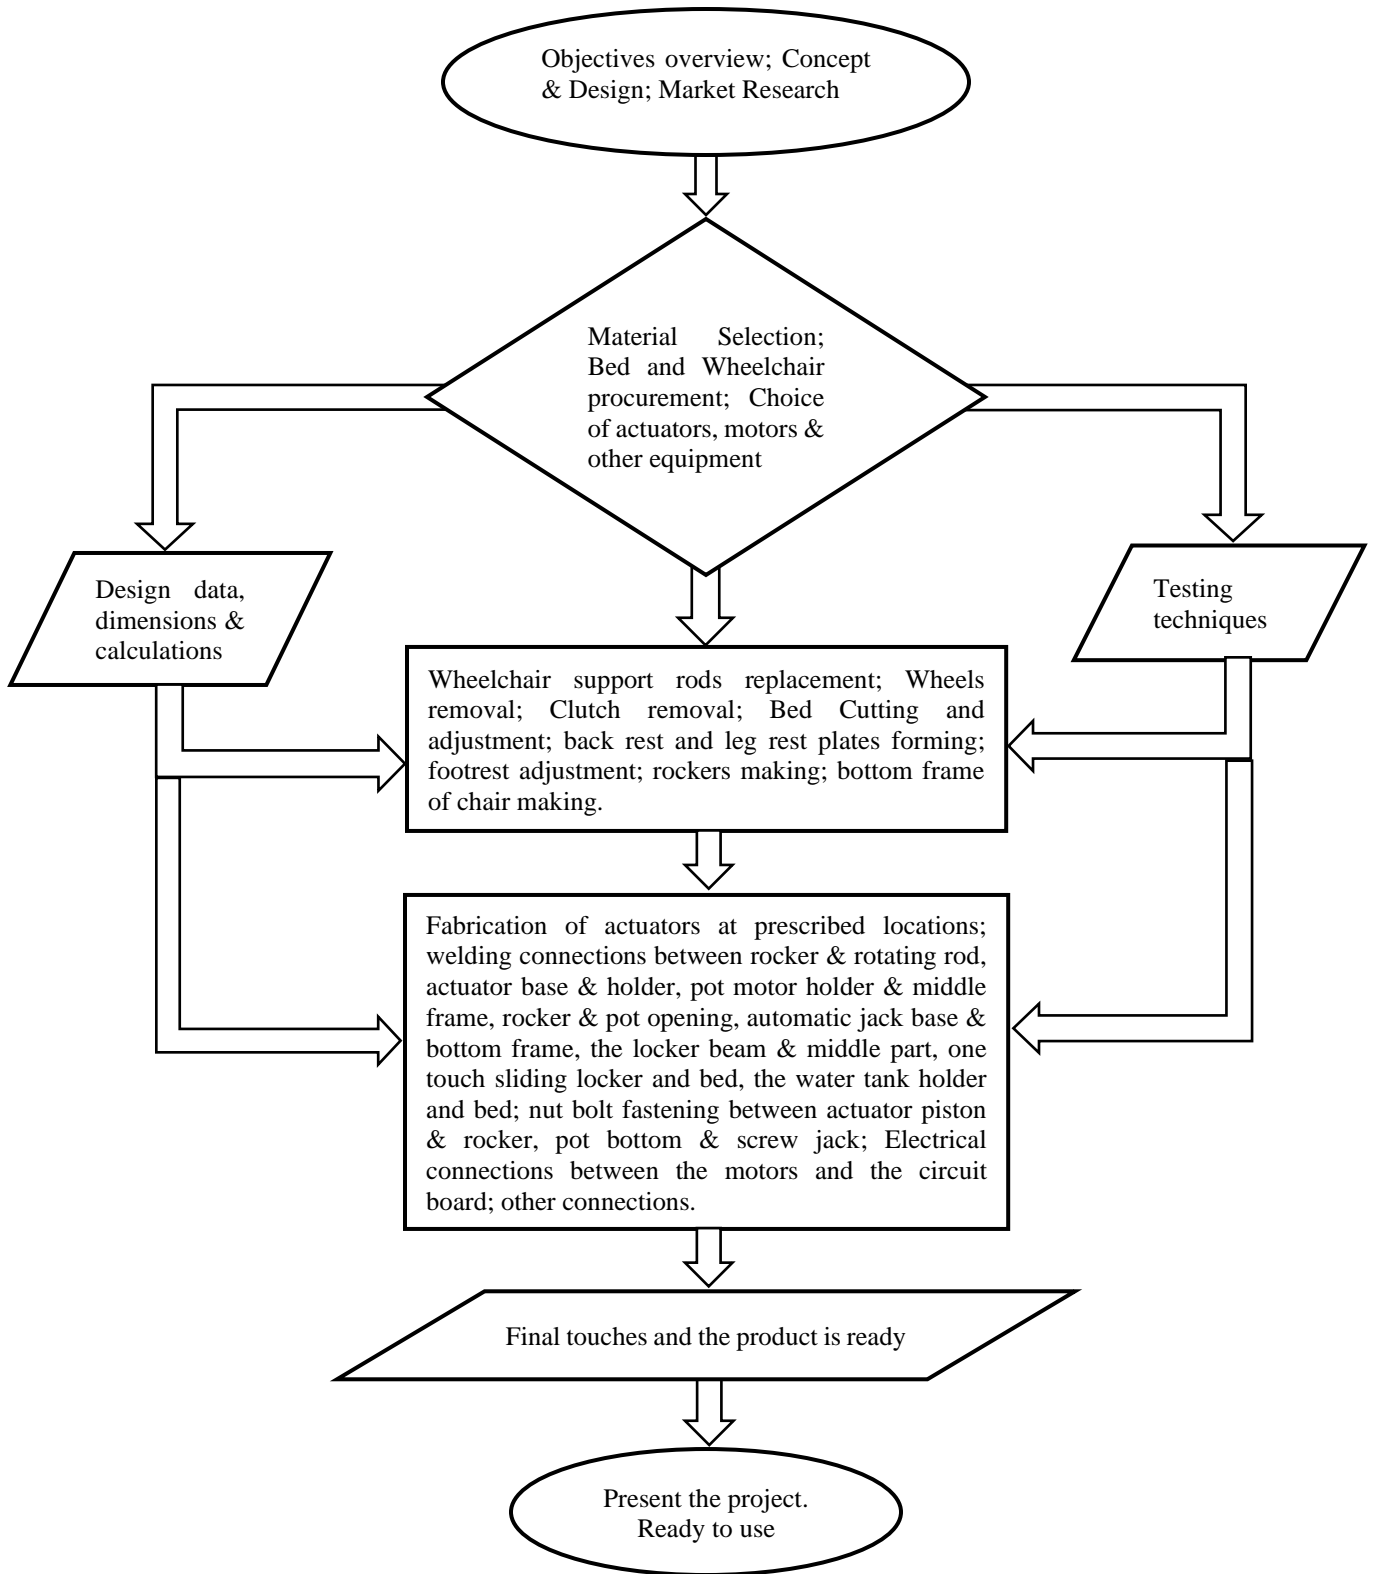 Objectives overview; Concept
& Design; Market Research
Material Selection;
Bed and Wheelchair
procurement; Choice
of actuators, motors &
other equipment
Design data,
dimensions &
calculations
Testing
techniques
Wheelchair support rods replacement; Wheels
removal; Clutch removal; Bed Cutting and
adjustment; back rest and leg rest plates forming;
footrest adjustment; rockers making; bottom frame
of chair making.
Fabrication of actuators at prescribed locations;
welding connections between rocker & rotating rod,
actuator base & holder, pot motor holder & middle
frame, rocker & pot opening, automatic jack base &
bottom frame, the locker beam & middle part, one
touch sliding locker and bed, the water tank holder
and bed; nut bolt fastening between actuator piston
& rocker, pot bottom & screw jack; Electrical
connections between the motors and the circuit
board; other connections.
Final touches and the product is ready
Present the project.
Ready to use